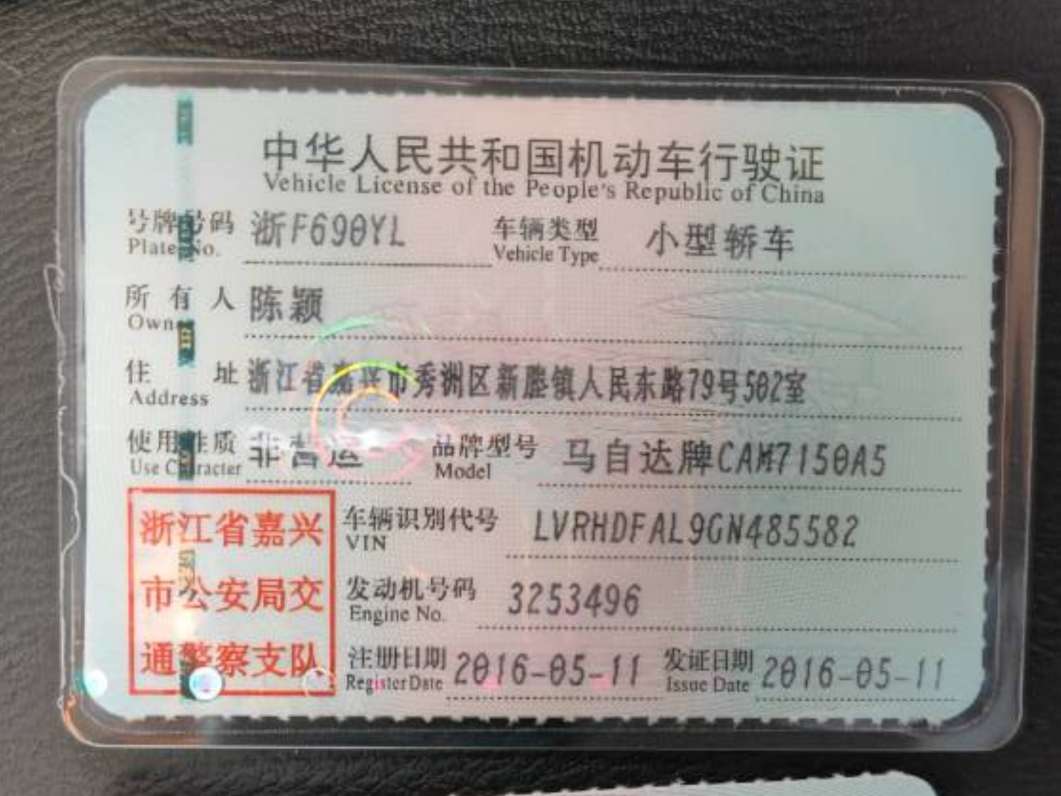 中华人民共和国机动车行驶证
Vehicle License of the People's Republic of China
号牌号码 浙F690YL 车辆类型 小型轿车
Plate No. Vehicle Type
所有人 陈颖
Owner
住址 浙江省嘉兴市秀洲区新塍镇人民东路79号502室
Address
使用性质 非营运 品牌型号 马自达牌CAM7150A5
Use Character Model
浙江省嘉兴
市公安局交
通警察支队
车辆识别代号 LVRHDFAL9GN485582
VIN
发动机号码 3253496
Engine No.
注册日期 2016-05-11 发证日期 2016-05-11
Register Date Issue Date